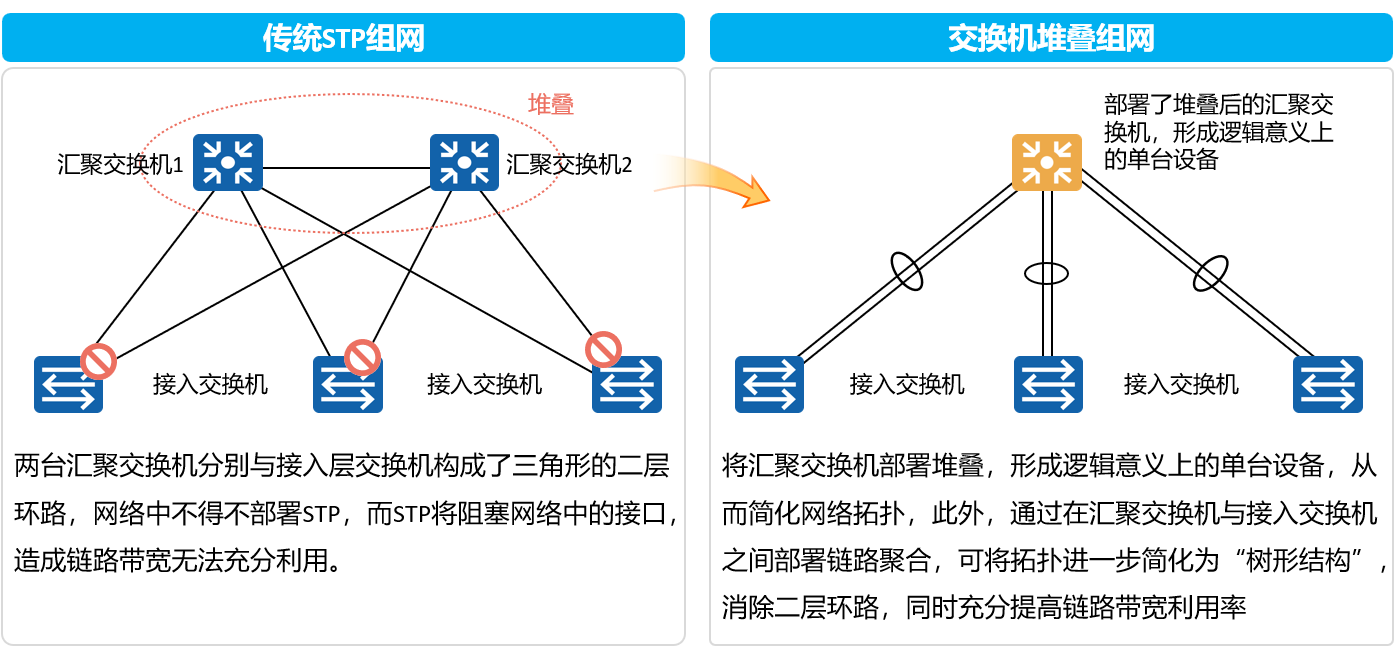 传统STP组网
堆叠
汇聚交换机1
汇聚交换机2
接入交换机
接入交换机
两台汇聚交换机分别与接入层交换机构成了三角形的二层
环路，网络中不得不部署STP，而STP将阻塞网络中的接口，
造成链路带宽无法充分利用。
交换机堆叠组网
部署了堆叠后的汇聚交
换机，形成逻辑意义上
的单台设备
接入交换机
接入交换机
将汇聚交换机部署堆叠，形成逻辑意义上的单台设备，从
而简化网络拓扑，此外，通过在汇聚交换机与接入交换机
之间部署链路聚合，可将拓扑进一步简化为“树形结构”，
消除二层环路，同时充分提高链路带宽利用率